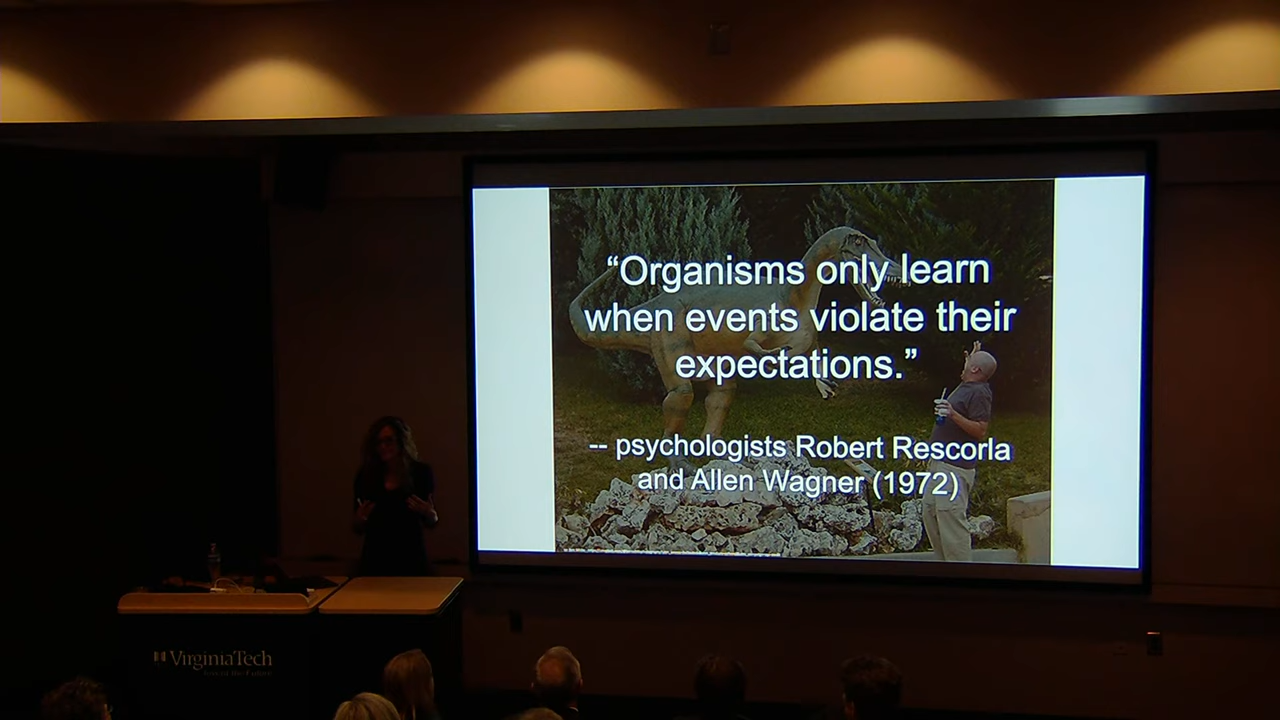 “Organisms only learn
when events violate their
expectations.”
-- psychologists Robert Rescorla
and Allen Wagner (1972)
VirginiaTech